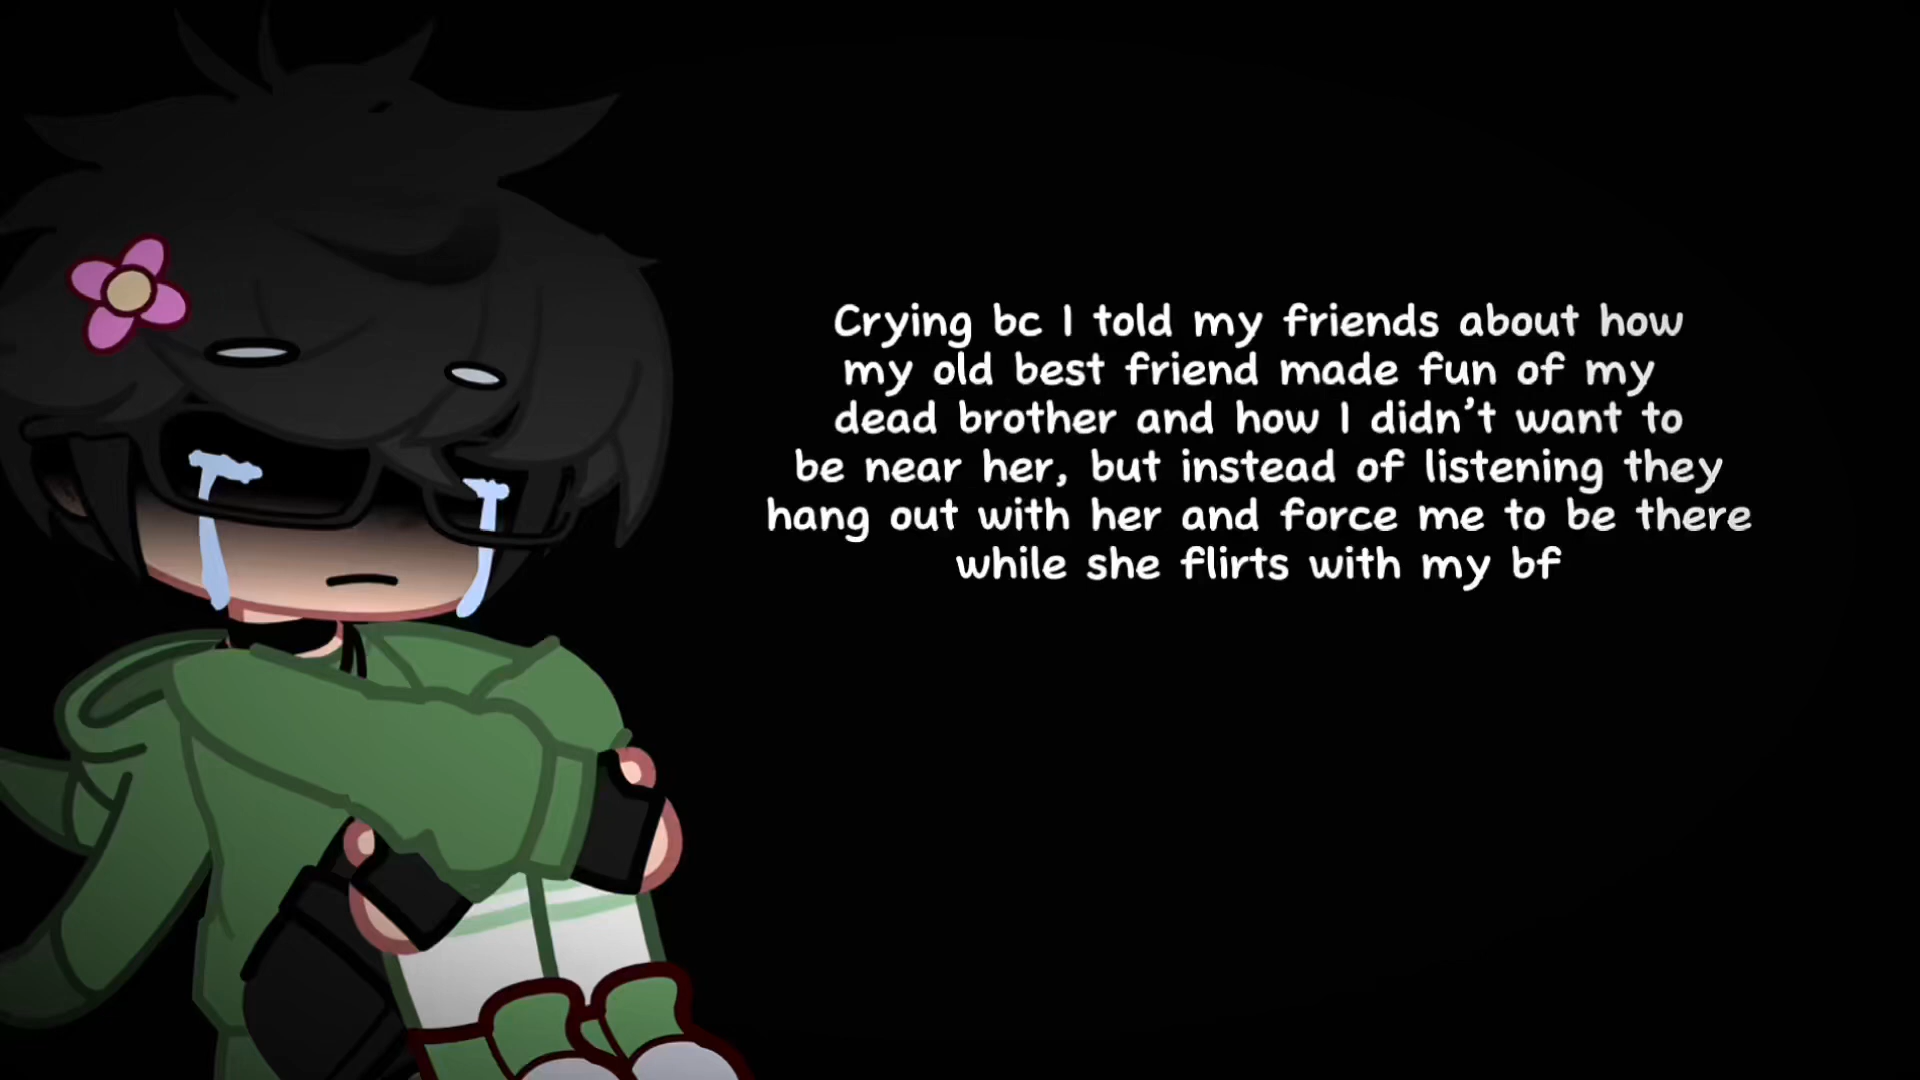 Crying bc I told my friends about how
my old best friend made fun of my
dead brother and how I didn't want to
be near her, but instead of listening they
hang out with her and force me to be there
while she flirts with my bf